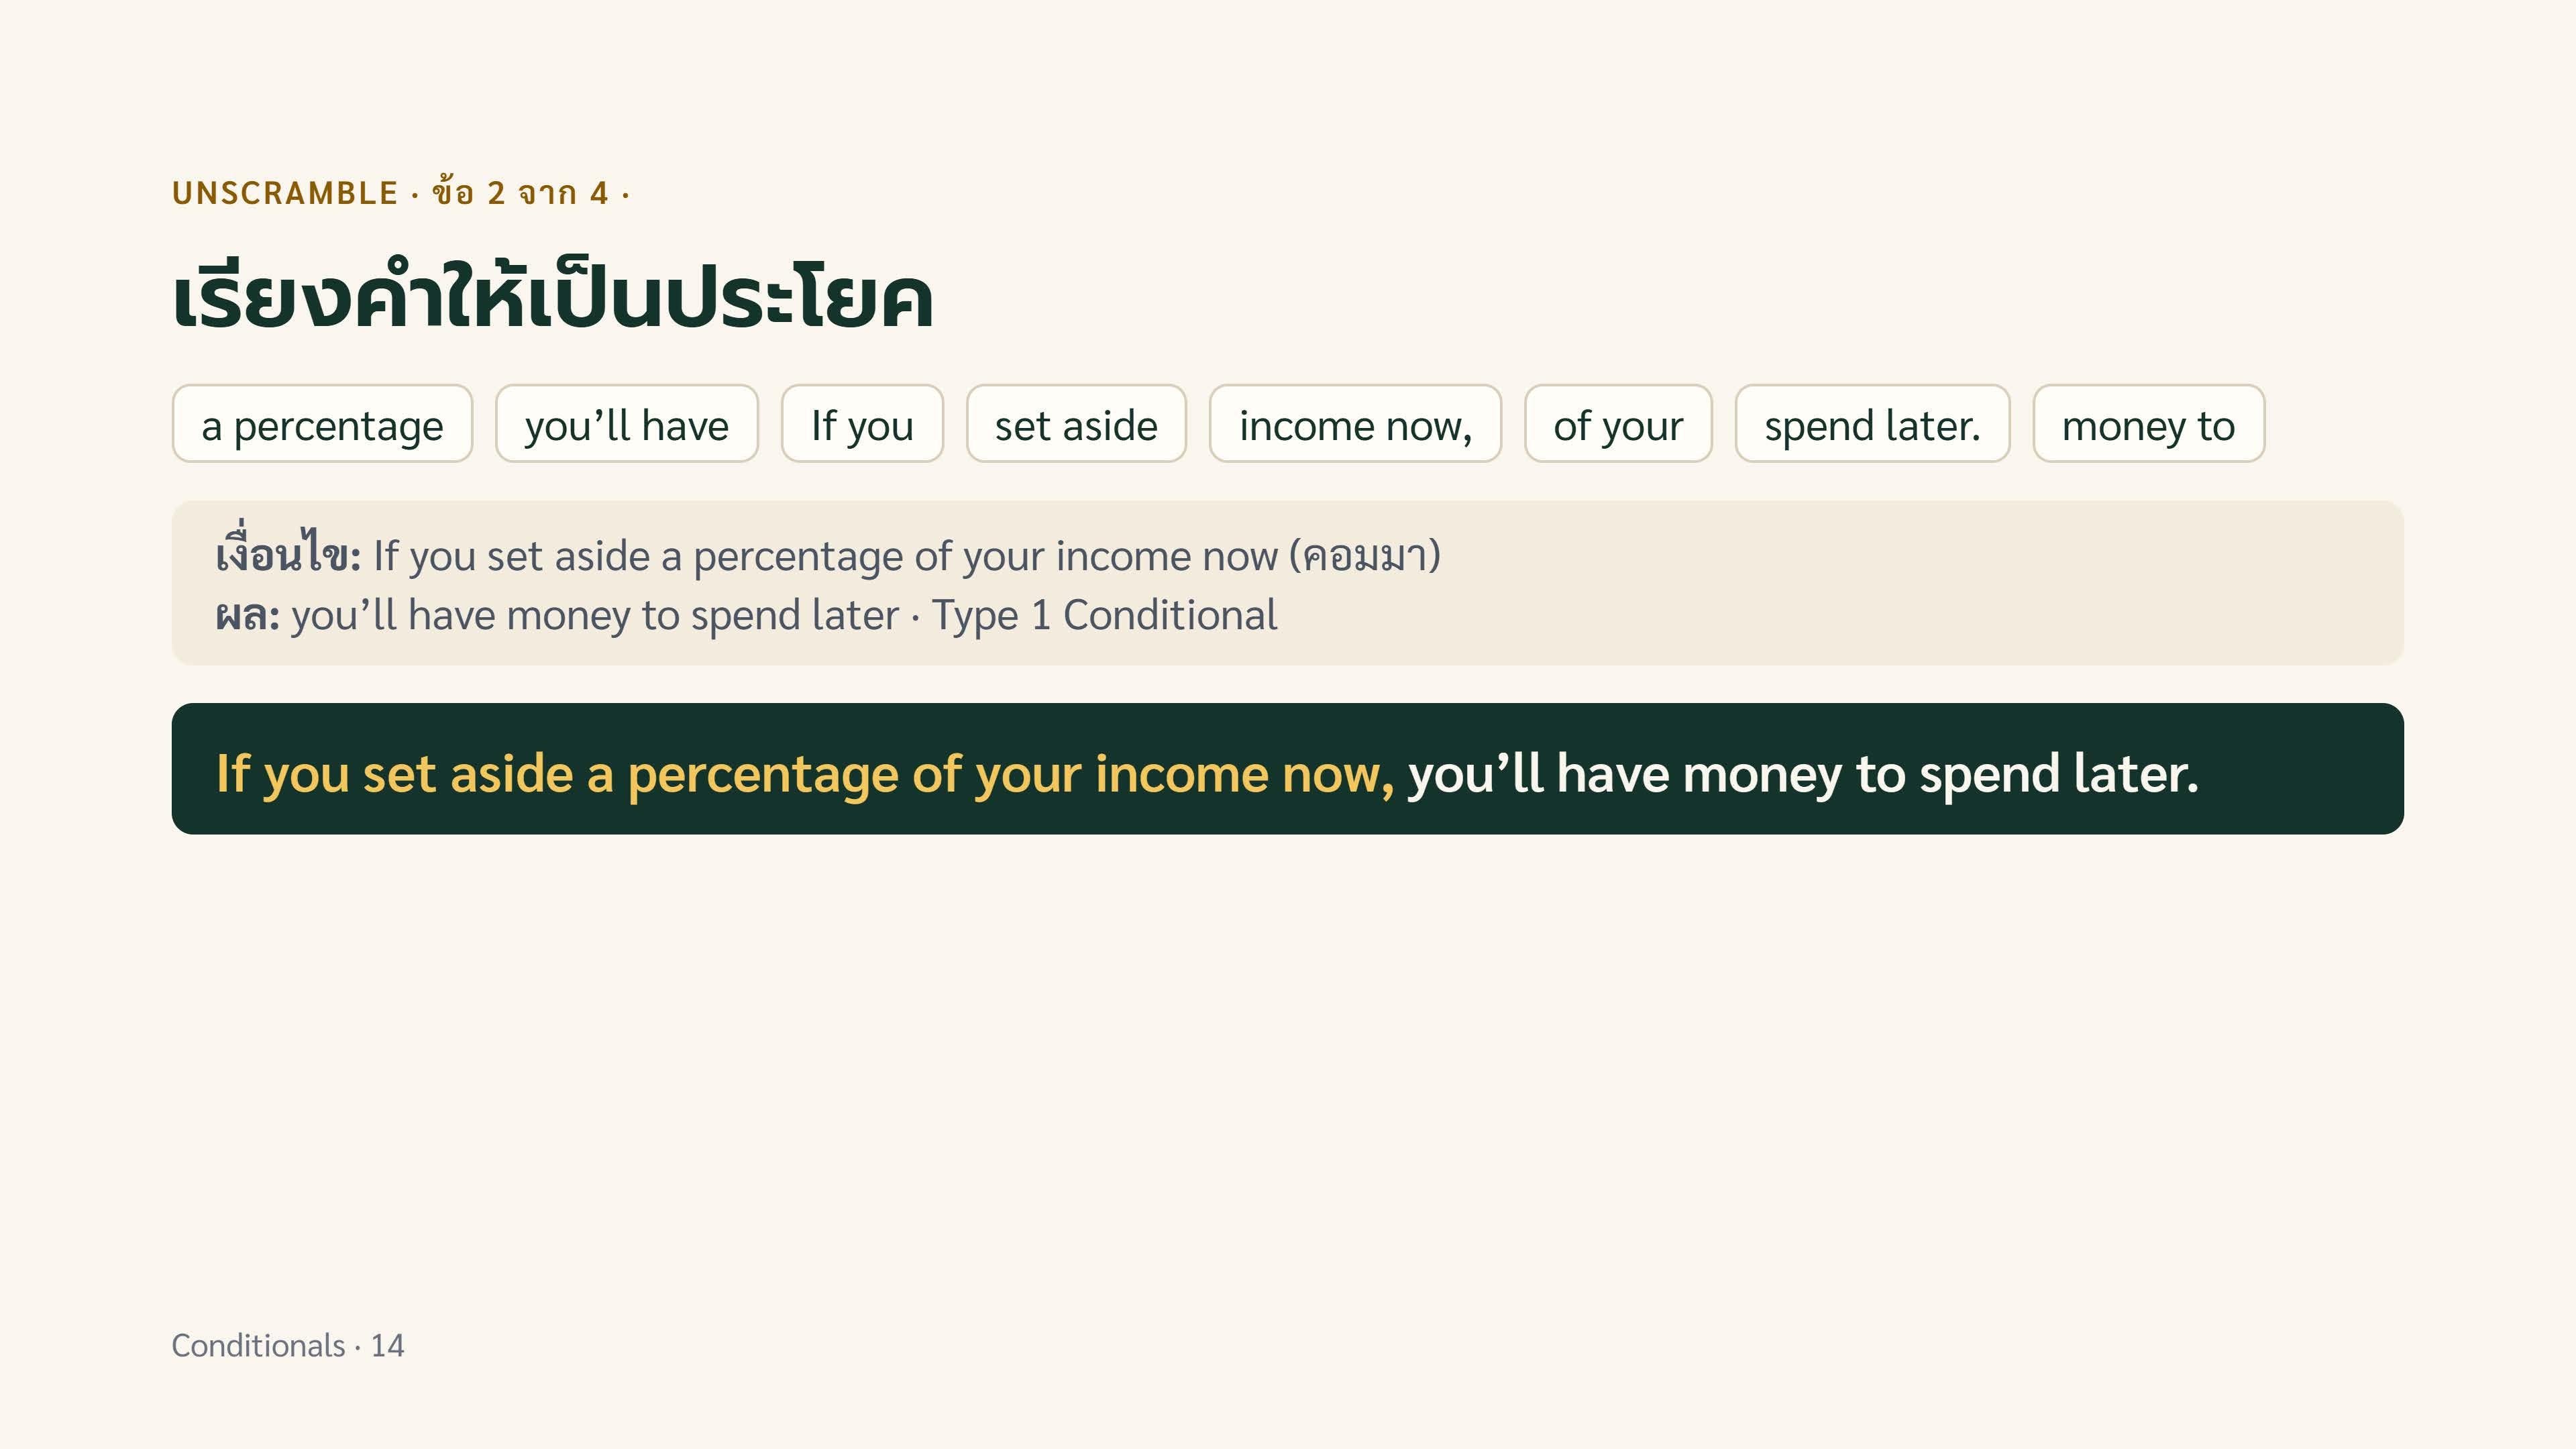 UNSCRAMBLE · ข้อ 2 จาก 4 ·
เรียงคำให้เป็นประโยค
a percentage you’ll have If you set aside income now, of your spend later. money to
เงื่อนไข: If you set aside a percentage of your income now (คอมมา)
ผล: you’ll have money to spend later · Type 1 Conditional
If you set aside a percentage of your income now, you’ll have money to spend later.
Conditionals · 14